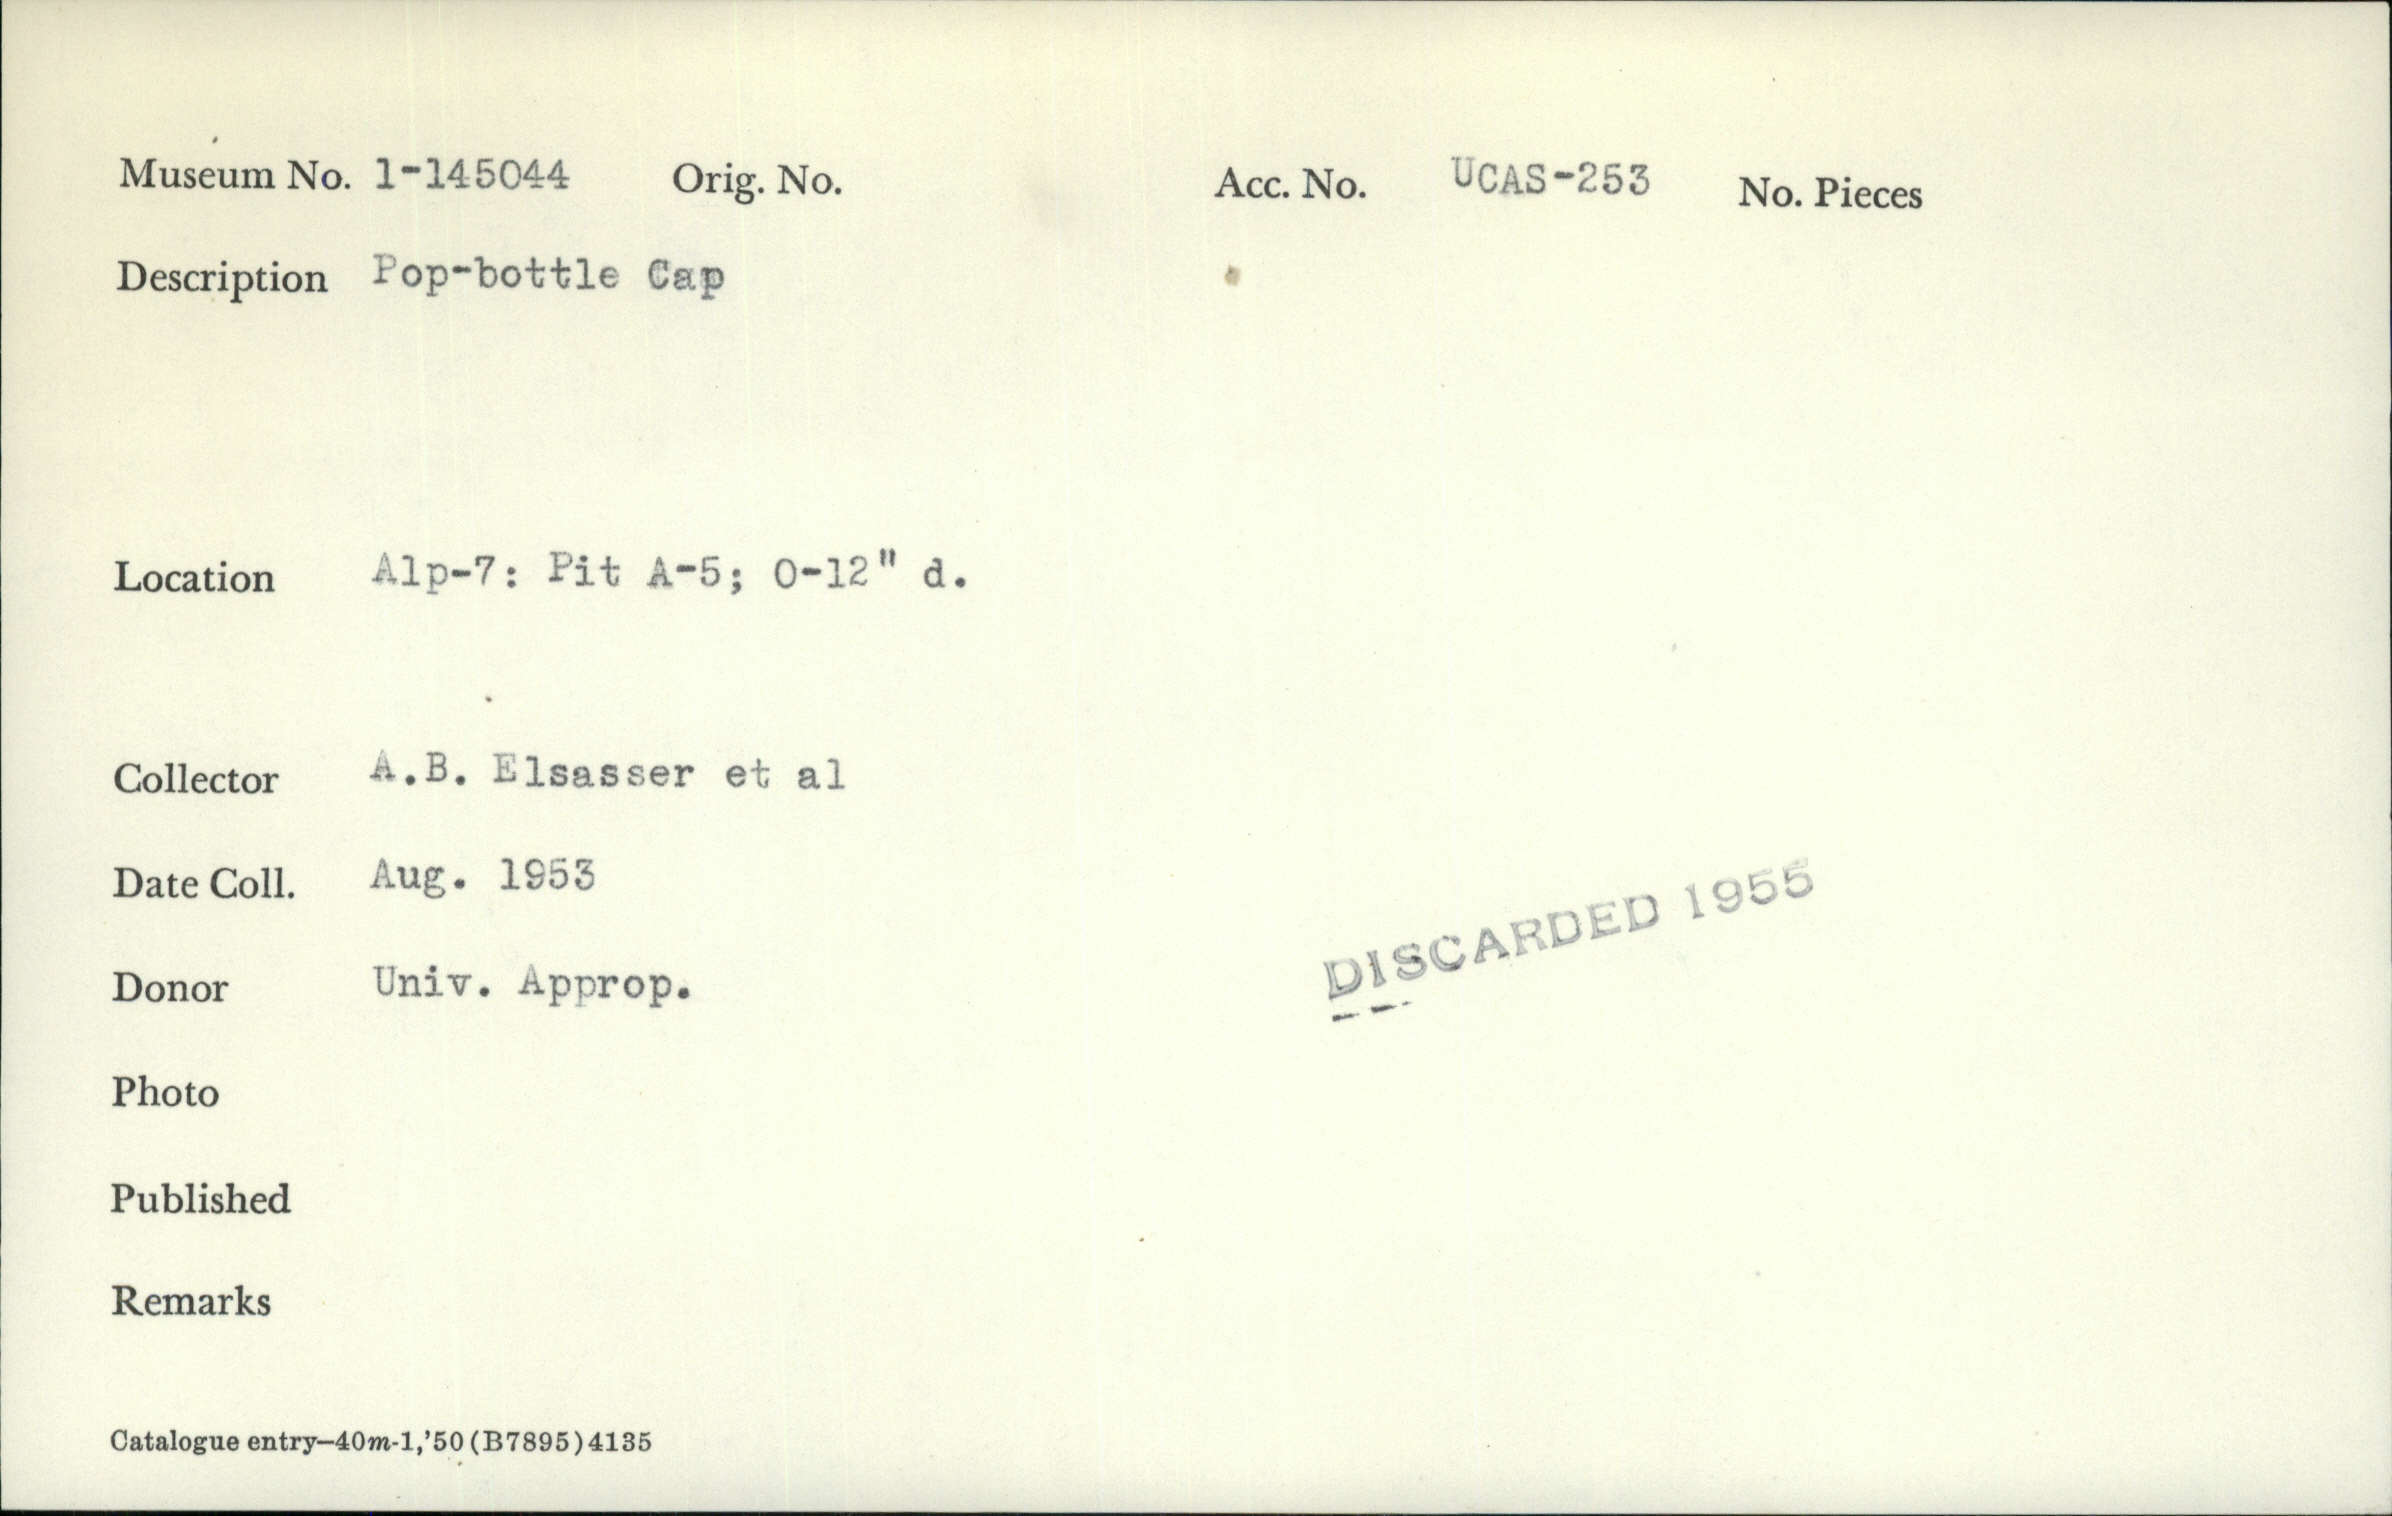 Museum No. 1-145044 Orig. No. Acc. No. UCAS-253 No. Pieces
Description Pop-bottle Cap
Location Alp-7: Pit A-5; 0-12" d.
Collector A.B. Elsasser et al
Date Coll. Aug. 1953
DISCARDED 1955
Donor Univ. Approp.
Photo
Published
Remarks
Catalogue entry—40m-1,'50(B7895)4135